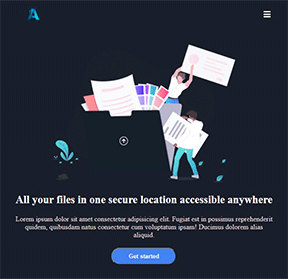 A
All your files in one secure location accessible anywhere
Lorem ipsum dolor sit amet consectetur adipisicing elit. Fugiat est in possimus reprehenderit
quidem, quibusdam natus consectetur cum voluptatum ipsam! Ducimus dolorem alias
aliquid.
Get started